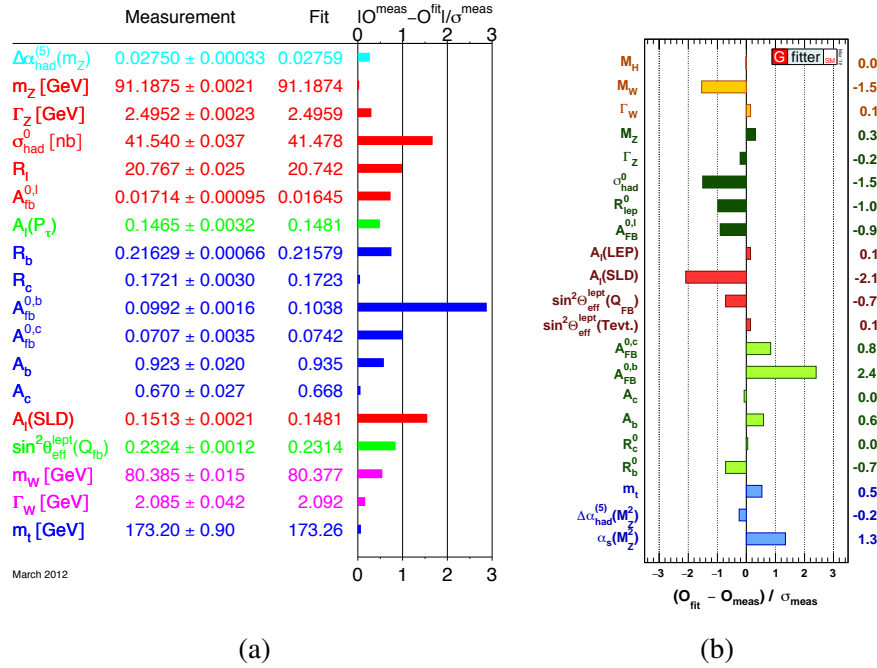 Measurement Fit |O^meas−O^fit|/σ^meas
0 1 2 3
Δα_had^(5)(m_Z) 0.02750 ± 0.00033 0.02759
m_Z [GeV] 91.1875 ± 0.0021 91.1874
Γ_Z [GeV] 2.4952 ± 0.0023 2.4959
σ_had^0 [nb] 41.540 ± 0.037 41.478
R_l 20.767 ± 0.025 20.742
A_fb^0,l 0.01714 ± 0.00095 0.01645
A_l(P_τ) 0.1465 ± 0.0032 0.1481
R_b 0.21629 ± 0.00066 0.21579
R_c 0.1721 ± 0.0030 0.1723
A_fb^0,b 0.0992 ± 0.0016 0.1038
A_fb^0,c 0.0707 ± 0.0035 0.0742
A_b 0.923 ± 0.020 0.935
A_c 0.670 ± 0.027 0.668
A_l(SLD) 0.1513 ± 0.0021 0.1481
sin²θ_eff^lept(Q_fb) 0.2324 ± 0.0012 0.2314
m_W [GeV] 80.385 ± 0.015 80.377
Γ_W [GeV] 2.085 ± 0.042 2.092
m_t [GeV] 173.20 ± 0.90 173.26
0 1 2 3
March 2012
(a)
G fitter SM
M_H 0.0
M_W -1.5
Γ_W 0.1
M_Z 0.3
Γ_Z -0.2
σ_had^0 -1.5
R_lep^0 -1.0
A_FB^0,l -0.9
A_l(LEP) 0.1
A_l(SLD) -2.1
sin²Θ_eff^lept(Q_FB) -0.7
sin²Θ_eff^lept(Tevt.) 0.1
A_FB^0,c 0.8
A_FB^0,b 2.4
A_c 0.0
A_b 0.6
R_c^0 0.0
R_b^0 -0.7
m_t 0.5
Δα_had^(5)(M_Z^2) -0.2
α_s(M_Z^2) 1.3
-3 -2 -1 0 1 2 3
(O_fit − O_meas) / σ_meas
(b)